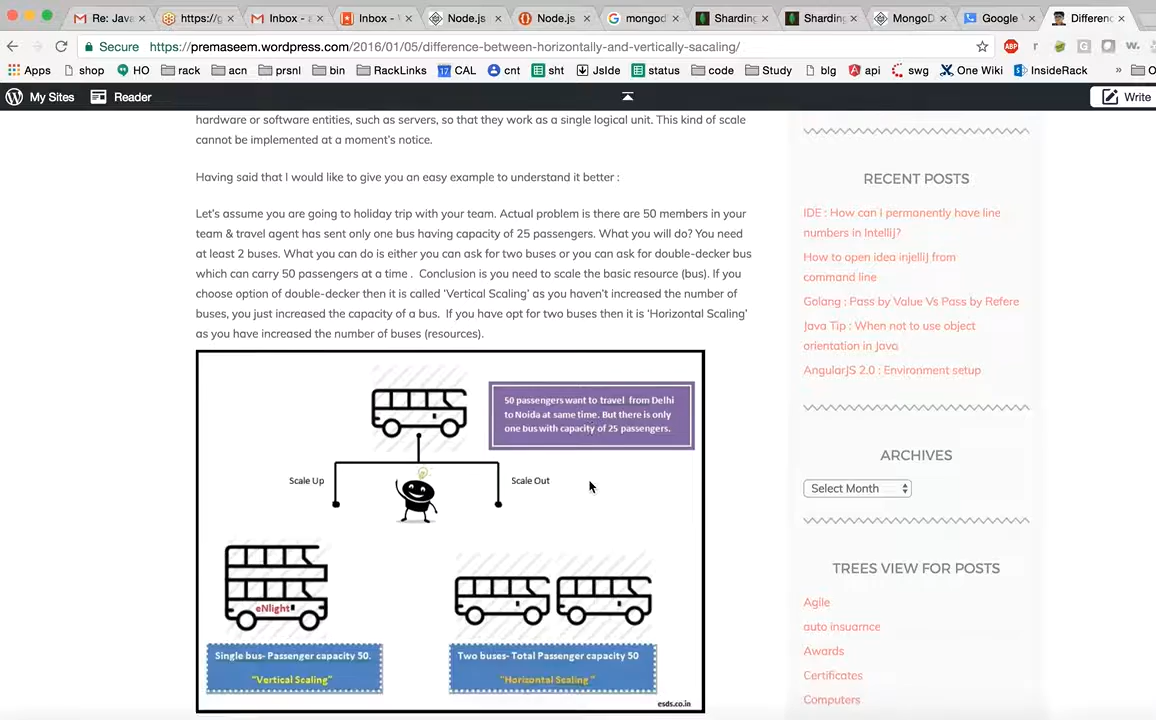 Re: Java
https://g
Inbox - a
Inbox -
Node.js
Node.js
mongod
Sharding
Sharding
MongoD
Google
Differenc
Secure
https://premaseem.wordpress.com/2016/01/05/difference-between-horizontally-and-vertically-sacaling/
ABP
r
G
w.
Apps
shop
HO
rack
acn
prsnl
bin
RackLinks
17 CAL
cnt
sht
JsIde
status
code
Study
blg
api
swg
One Wiki
InsideRack
»
My Sites
Reader
Write
hardware or software entities, such as servers, so that they work as a single logical unit. This kind of scale
cannot be implemented at a moment's notice.
Having said that I would like to give you an easy example to understand it better :
Let's assume you are going to holiday trip with your team. Actual problem is there are 50 members in your
team & travel agent has sent only one bus having capacity of 25 passengers. What you will do? You need
at least 2 buses. What you can do is either you can ask for two buses or you can ask for double-decker bus
which can carry 50 passengers at a time . Conclusion is you need to scale the basic resource (bus). If you
choose option of double-decker then it is called 'Vertical Scaling' as you haven't increased the number of
buses, you just increased the capacity of a bus. If you have opt for two buses then it is 'Horizontal Scaling'
as you have increased the number of buses (resources).
50 passengers want to travel from Delhi
to Noida at same time. But there is only
one bus with capacity of 25 passengers.
Scale Up
Scale Out
eNlight
Single bus- Passenger capacity 50.
"Vertical Scaling"
Two buses- Total Passenger capacity 50
"Horizontal Scaling"
esds.co.in
RECENT POSTS
IDE : How can I permanently have line
numbers in IntelliJ?
How to open idea injelliJ from
command line
Golang : Pass by Value Vs Pass by Refere
Java Tip : When not to use object
orientation in Java
AngularJS 2.0 : Environment setup
ARCHIVES
Select Month
TREES VIEW FOR POSTS
Agile
auto insuarnce
Awards
Certificates
Computers